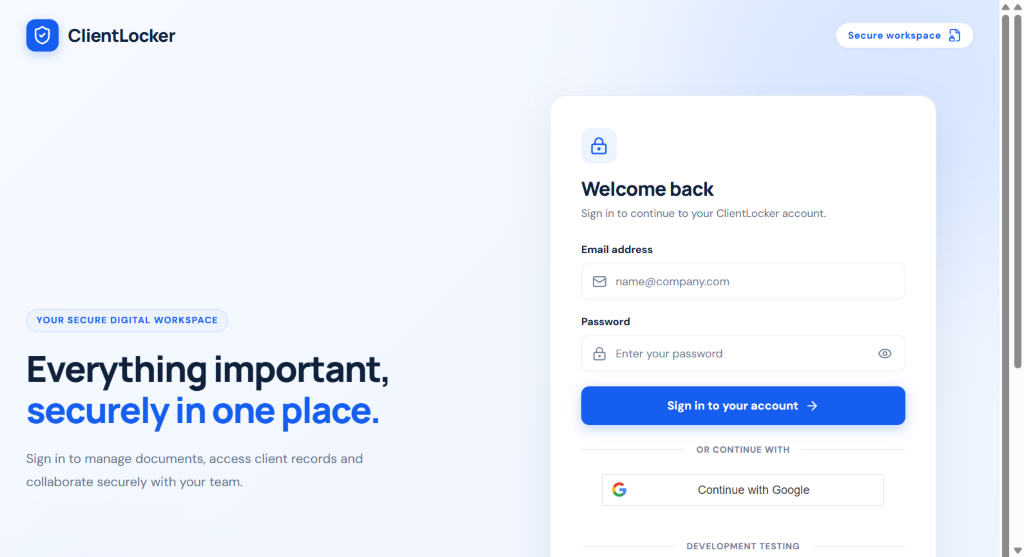 ClientLocker
Secure workspace
YOUR SECURE DIGITAL WORKSPACE
Everything important,
securely in one place.
Sign in to manage documents, access client records and
collaborate securely with your team.
Welcome back
Sign in to continue to your ClientLocker account.
Email address
name@company.com
Password
Enter your password
Sign in to your account
OR CONTINUE WITH
Continue with Google
DEVELOPMENT TESTING